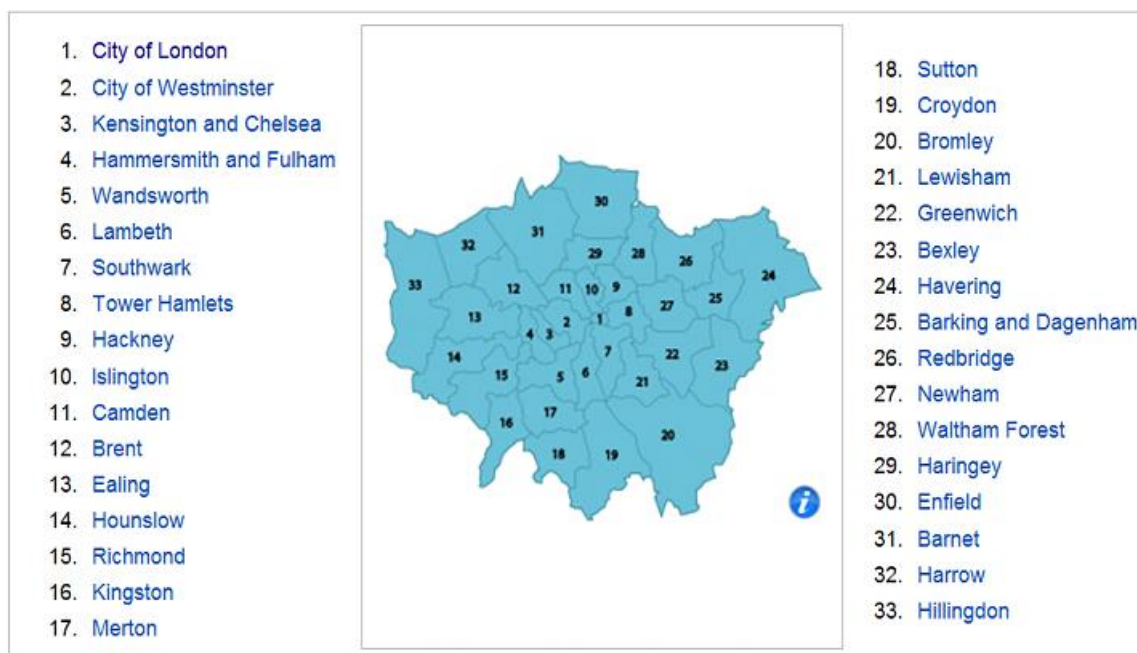 1. City of London
2. City of Westminster
3. Kensington and Chelsea
4. Hammersmith and Fulham
5. Wandsworth
6. Lambeth
7. Southwark
8. Tower Hamlets
9. Hackney
10. Islington
11. Camden
12. Brent
13. Ealing
14. Hounslow
15. Richmond
16. Kingston
17. Merton
30
31
32
29
28
26
24
33
12
11
10
9
27
25
13
4
3
2
1
8
14
15
5
6
7
22
23
21
16
17
18
19
20
i
18. Sutton
19. Croydon
20. Bromley
21. Lewisham
22. Greenwich
23. Bexley
24. Havering
25. Barking and Dagenham
26. Redbridge
27. Newham
28. Waltham Forest
29. Haringey
30. Enfield
31. Barnet
32. Harrow
33. Hillingdon